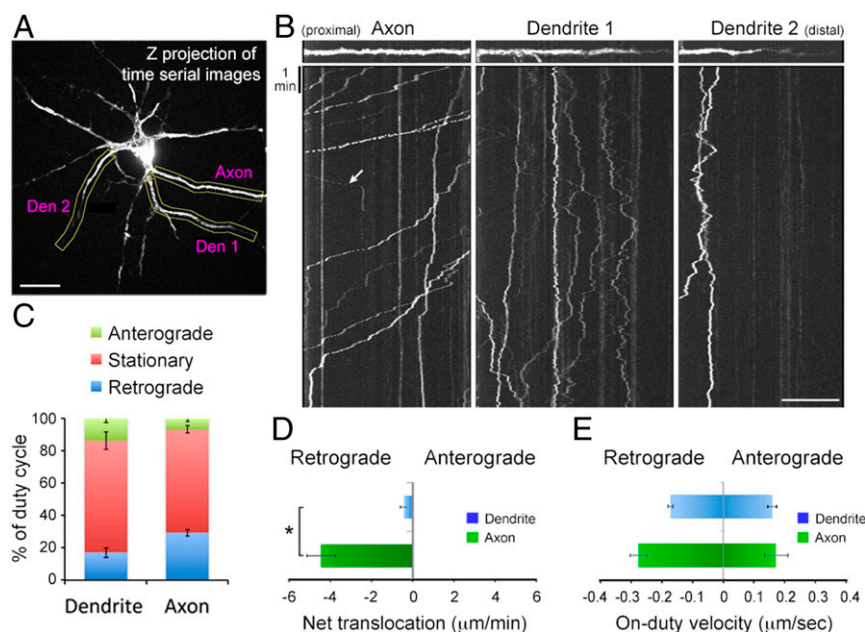 A
Z projection of
time serial images
Axon
Den 2
Den 1
B
(proximal) Axon
Dendrite 1
Dendrite 2 (distal)
1
min
C
Anterograde
Stationary
Retrograde
% of duty cycle
100
80
60
40
20
0
Dendrite
Axon
D
Retrograde
Anterograde
*
Dendrite
Axon
-6
-4
-2
0
2
4
6
Net translocation (μm/min)
E
Retrograde
Anterograde
Dendrite
Axon
-0.4
-0.3
-0.2
-0.1
0
0.1
0.2
0.3
0.4
On-duty velocity (μm/sec)